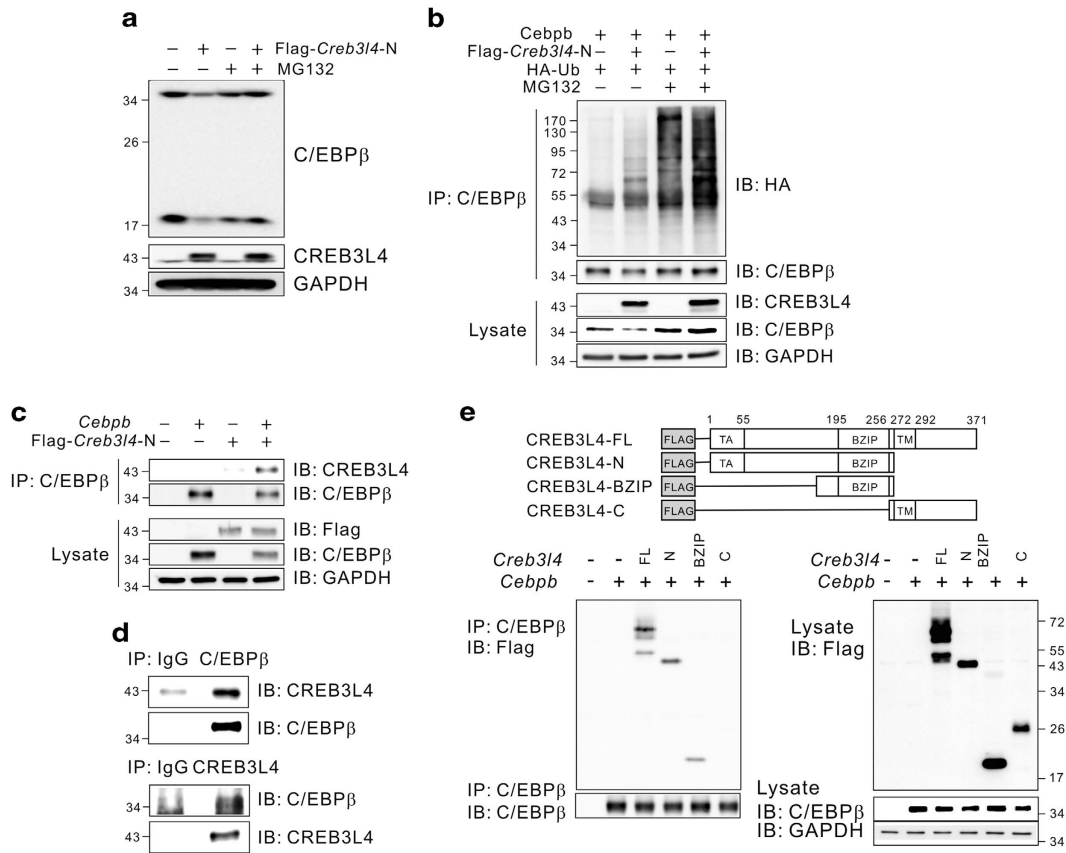 a
– + – + Flag-Creb3l4-N
– – + + MG132
34
26
17
C/EBPβ
43
CREB3L4
34
GAPDH
b
Cebpb + + + +
Flag-Creb3l4-N – + – +
HA-Ub + + + +
MG132 – – + +
170
130
95
72
55
43
34
IP: C/EBPβ
IB: HA
34
IB: C/EBPβ
Lysate
43
IB: CREB3L4
34
IB: C/EBPβ
34
IB: GAPDH
c
Cebpb – + – +
Flag-Creb3l4-N – – + +
IP: C/EBPβ
43
IB: CREB3L4
34
IB: C/EBPβ
Lysate
43
IB: Flag
34
IB: C/EBPβ
34
IB: GAPDH
d
IP: IgG C/EBPβ
43
IB: CREB3L4
34
IB: C/EBPβ
IP: IgG CREB3L4
34
IB: C/EBPβ
43
IB: CREB3L4
e
1 55 195 256 272 292 371
CREB3L4-FL FLAG TA BZIP TM
CREB3L4-N FLAG TA BZIP
CREB3L4-BZIP FLAG BZIP
CREB3L4-C FLAG TM
Creb3l4 - - FL N BZIP C
Cebpb - + + + + +
IP: C/EBPβ
IB: Flag
IP: C/EBPβ
IB: C/EBPβ
Creb3l4 - - FL N BZIP C
Cebpb - + + + + +
Lysate
IB: Flag
72
55
43
34
26
17
Lysate
IB: C/EBPβ
34
IB: GAPDH
34